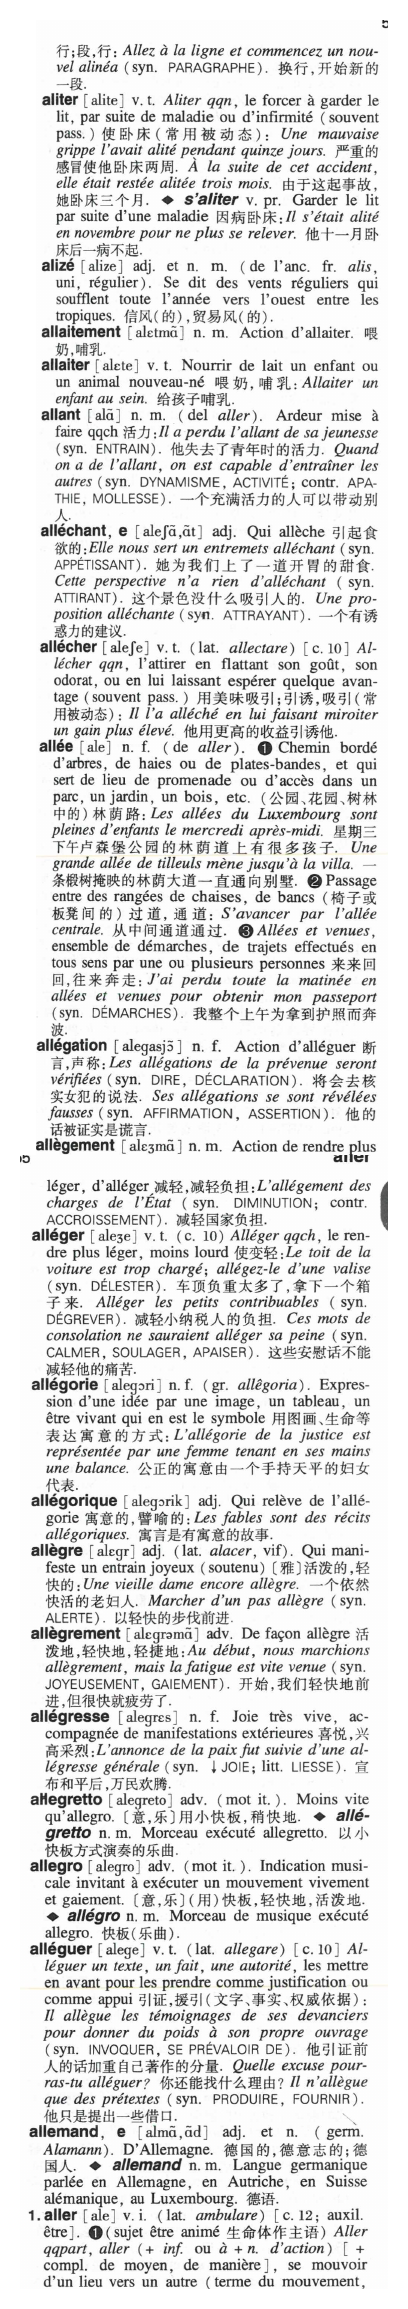 行;段,行: Allez à la ligne et commencez un nou-
vel alinéa (syn. PARAGRAPHE). 换行,开始新的
一段.
aliter [alite] v. t. Aliter qqn, le forcer à garder le
lit, par suite de maladie ou d'infirmité (souvent
pass.) 使卧床(常用被动态): Une mauvaise
grippe l'avait alité pendant quinze jours. 严重的
感冒使他卧床两周. À la suite de cet accident,
elle était restée alitée trois mois. 由于这起事故,
她卧床三个月. ◆ s'aliter v. pr. Garder le lit
par suite d'une maladie 因病卧床:Il s'était alité
en novembre pour ne plus se relever. 他十一月卧
床后一病不起.
alizé [alize] adj. et n. m. (de l'anc. fr. alis,
uni, régulier). Se dit des vents réguliers qui
soufflent toute l'année vers l'ouest entre les
tropiques. 信风(的),贸易风(的).
allaitement [alɛtmɑ̃] n. m. Action d'allaiter. 喂
奶,哺乳.
allaiter [alɛte] v. t. Nourrir de lait un enfant ou
un animal nouveau-né 喂奶,哺乳: Allaiter un
enfant au sein. 给孩子哺乳.
allant [alɑ̃] n. m. (del aller). Ardeur mise à
faire qqch 活力:Il a perdu l'allant de sa jeunesse
(syn. ENTRAIN). 他失去了青年时的活力. Quand
on a de l'allant, on est capable d'entraîner les
autres (syn. DYNAMISME, ACTIVITÉ; contr. APA-
THIE, MOLLESSE). 一个充满活力的人可以带动别
人.
alléchant, e [aleʃɑ̃,ɑ̃t] adj. Qui allèche 引起食
欲的:Elle nous sert un entremets alléchant (syn.
APPÉTISSANT). 她为我们上了一道开胃的甜食.
Cette perspective n'a rien d'alléchant (syn.
ATTIRANT). 这个景色没什么吸引人的. Une pro-
position alléchante (syn. ATTRAYANT). 一个有诱
惑力的建议.
allécher [aleʃe] v. t. (lat. allectare) [c. 10] Al-
lécher qqn, l'attirer en flattant son goût, son
odorat, ou en lui laissant espérer quelque avan-
tage (souvent pass.) 用美味吸引;引诱,吸引(常
用被动态): Il l'a alléché en lui faisant miroiter
un gain plus élevé. 他用更高的收益引诱他.
allée [ale] n. f. (de aller). ❶ Chemin bordé
d'arbres, de haies ou de plates-bandes, et qui
sert de lieu de promenade ou d'accès dans un
parc, un jardin, un bois, etc. (公园、花园、树林
中的)林荫路: Les allées du Luxembourg sont
pleines d'enfants le mercredi après-midi. 星期三
下午卢森堡公园的林荫道上有很多孩子. Une
grande allée de tilleuls mène jusqu'à la villa. 一
条椴树掩映的林荫大道一直通向别墅. ❷ Passage
entre des rangées de chaises, de bancs (椅子或
板凳间的)过道,通道: S'avancer par l'allée
centrale. 从中间通道通过. ❸ Allées et venues,
ensemble de démarches, de trajets effectués en
tous sens par une ou plusieurs personnes 来来回
回,往来奔走: J'ai perdu toute la matinée en
allées et venues pour obtenir mon passeport
(syn. DÉMARCHES). 我整个上午为拿到护照而奔
波.
allégation [alegasjɔ̃] n. f. Action d'alléguer 断
言,声称: Les allégations de la prévenue seront
vérifiées (syn. DIRE, DÉCLARATION). 将会去核
实女犯的说法. Ses allégations se sont révélées
fausses (syn. AFFIRMATION, ASSERTION). 他的
话被证实是谎言.
allègement [alɛʒmɑ̃] n. m. Action de rendre plus
aller
léger, d'alléger 减轻,减轻负担:L'allégement des
charges de l'État (syn. DIMINUTION; contr.
ACCROISSEMENT). 减轻国家负担.
alléger [aleʒe] v. t. (c. 10) Alléger qqch, le ren-
dre plus léger, moins lourd 使变轻:Le toit de la
voiture est trop chargé; allégez-le d'une valise
(syn. DÉLESTER). 车顶负重太多了,拿下一个箱
子来. Alléger les petits contribuables (syn.
DÉGREVER). 减轻小纳税人的负担. Ces mots de
consolation ne sauraient alléger sa peine (syn.
CALMER, SOULAGER, APAISER). 这些安慰话不能
减轻他的痛苦.
allégorie [alegɔri] n. f. (gr. allêgoria). Expres-
sion d'une idée par une image, un tableau, un
être vivant qui en est le symbole 用图画、生命等
表达寓意的方式: L'allégorie de la justice est
représentée par une femme tenant en ses mains
une balance. 公正的寓意由一个手持天平的妇女
代表.
allégorique [alegɔrik] adj. Qui relève de l'allé-
gorie 寓意的,譬喻的: Les fables sont des récits
allégoriques. 寓言是有寓意的故事.
allègre [alɛgr] adj. (lat. alacer, vif). Qui mani-
feste un entrain joyeux (soutenu) 〔雅〕活泼的,轻
快的:Une vieille dame encore allègre. 一个依然
快活的老妇人. Marcher d'un pas allègre (syn.
ALERTE). 以轻快的步伐前进.
allègrement [alɛgrəmɑ̃] adv. De façon allègre 活
泼地,轻快地,轻捷地: Au début, nous marchions
allègrement, mais la fatigue est vite venue (syn.
JOYEUSEMENT, GAIEMENT). 开始,我们轻快地前
进,但很快就疲劳了.
allégresse [alegrɛs] n. f. Joie très vive, ac-
compagnée de manifestations extérieures 喜悦,兴
高采烈:L'annonce de la paix fut suivie d'une al-
légresse générale (syn. ↓JOIE; litt. LIESSE). 宣
布和平后,万民欢腾.
allegretto [alegreto] adv. (mot it.). Moins vite
qu'allegro. 〔意,乐〕用小快板,稍快地. ◆ allé-
gretto n. m. Morceau exécuté allegretto. 以小
快板方式演奏的乐曲.
allegro [alegro] adv. (mot it.). Indication musi-
cale invitant à exécuter un mouvement vivement
et gaiement. 〔意,乐〕(用)快板,轻快地,活泼地.
◆ allégro n. m. Morceau de musique exécuté
allegro. 快板(乐曲).
alléguer [alege] v. t. (lat. allegare) [c. 10] Al-
léguer un texte, un fait, une autorité, les mettre
en avant pour les prendre comme justification ou
comme appui 引证,援引(文字、事实、权威依据):
Il allègue les témoignages de ses devanciers
pour donner du poids à son propre ouvrage
(syn. INVOQUER, SE PRÉVALOIR DE). 他引证前
人的话加重自己著作的分量. Quelle excuse pour-
ras-tu alléguer? 你还能找什么理由? Il n'allègue
que des prétextes (syn. PRODUIRE, FOURNIR).
他只是提出一些借口.
allemand, e [almɑ̃,ɑ̃d] adj. et n. (germ.
Alamann). D'Allemagne. 德国的,德意志的;德
国人. ◆ allemand n. m. Langue germanique
parlée en Allemagne, en Autriche, en Suisse
alémanique, au Luxembourg. 德语.
1. aller [ale] v. i. (lat. ambulare) [c. 12; auxil.
être]. ❶(sujet être animé 生命体作主语) Aller
qqpart, aller (+ inf. ou à + n. d'action) [+
compl. de moyen, de manière], se mouvoir
d'un lieu vers un autre (terme du mouvement,